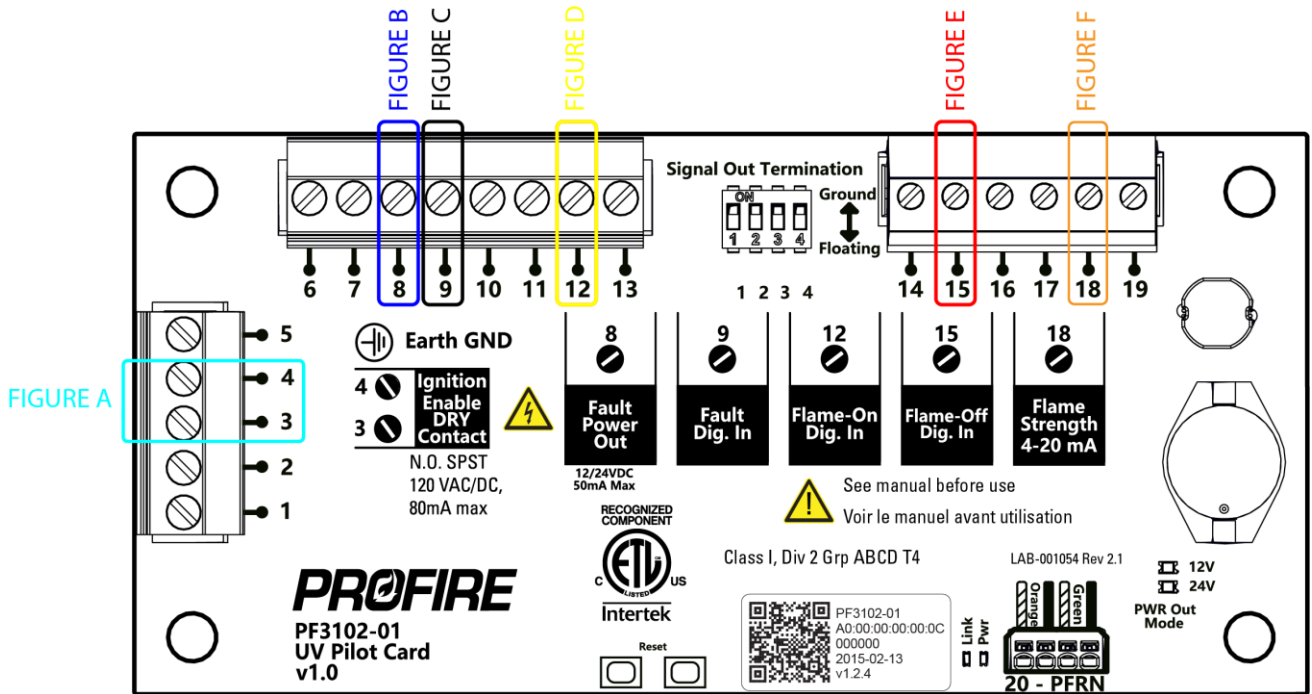 FIGURE B
FIGURE C
FIGURE D
FIGURE E
FIGURE F
Signal Out Termination
ON
1 2 3 4
Ground
Floating
6 7 8 9 10 11 12 13
14 15 16 17 18 19
1 2 3 4
FIGURE A
5
4
3
2
1
Earth GND
4
3
Ignition
Enable
DRY
Contact
N.O. SPST
120 VAC/DC,
80mA max
8
Fault
Power
Out
12/24VDC
50mA Max
9
Fault
Dig. In
12
Flame-On
Dig. In
15
Flame-Off
Dig. In
18
Flame
Strength
4-20 mA
See manual before use
Voir le manuel avant utilisation
RECOGNIZED
COMPONENT
ETL
C US
LISTED
Intertek
Class I, Div 2 Grp ABCD T4
LAB-001054 Rev 2.1
12V
24V
PWR Out
Mode
PROFIRE
PF3102-01
UV Pilot Card
v1.0
Reset
PF3102-01
A0:00:00:00:00:0C
000000
2015-02-13
v1.2.4
Link
Pwr
Orange
Green
20 - PFRN